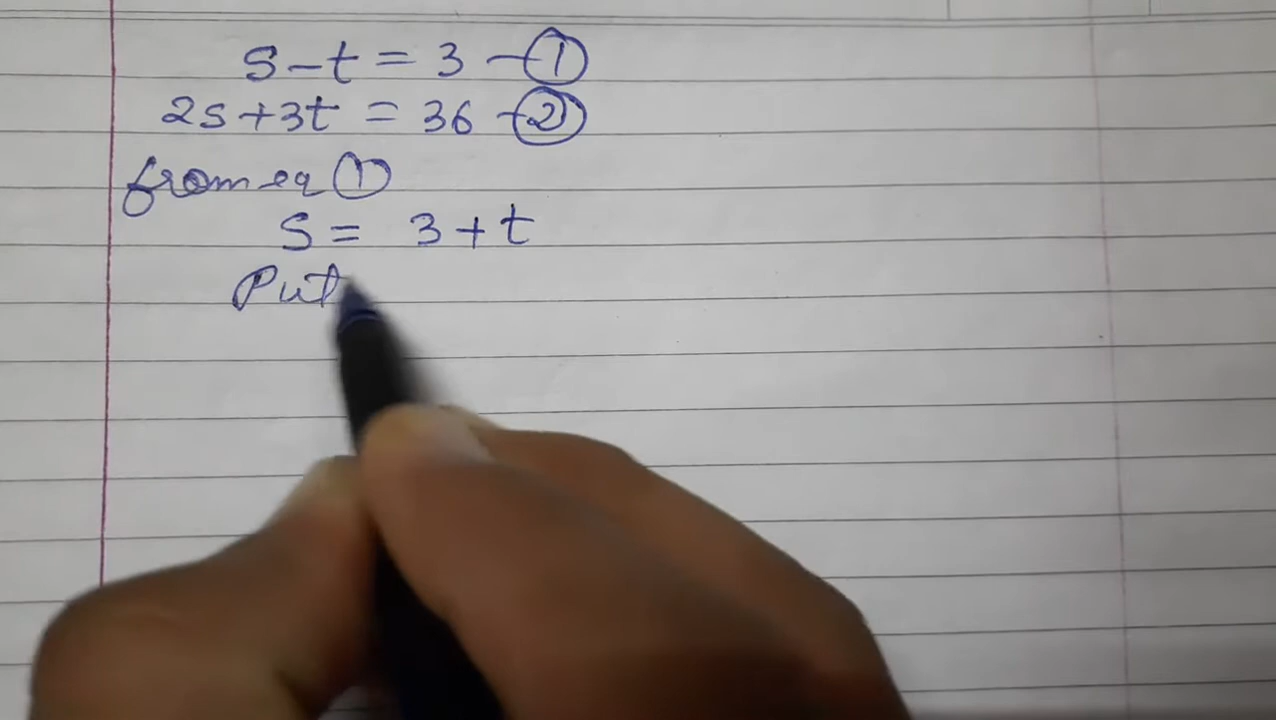 s-t = 3 - ①
2s+3t = 36 - ②
from eq ①
s = 3+t
Put